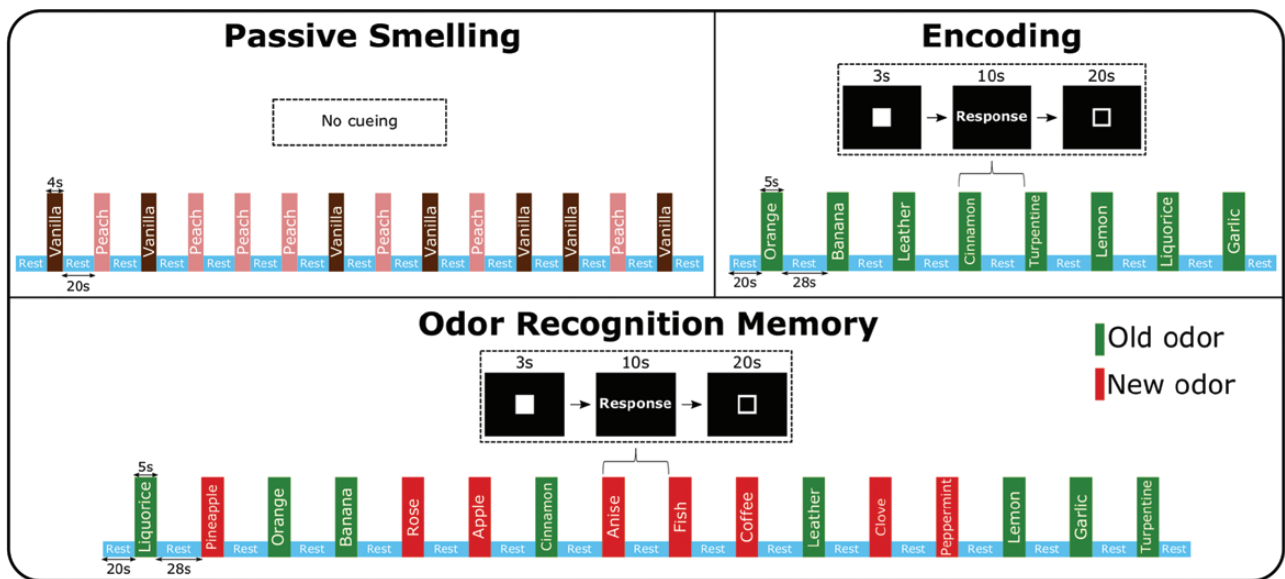 Passive Smelling
No cueing
4s
Vanilla
Peach
Vanilla
Peach
Peach
Peach
Vanilla
Peach
Vanilla
Peach
Vanilla
Vanilla
Peach
Vanilla
Rest Rest Rest Rest Rest Rest Rest Rest Rest Rest Rest Rest Rest Rest Rest
20s
Encoding
3s 10s 20s
Response
5s
Orange
Banana
Leather
Cinnamon
Turpentine
Lemon
Liquorice
Garlic
Rest Rest Rest Rest Rest Rest Rest Rest Rest
20s 28s
Odor Recognition Memory
Old odor
New odor
3s 10s 20s
Response
5s
Liquorice
Pineapple
Orange
Banana
Rose
Apple
Cinnamon
Anise
Fish
Coffee
Leather
Clove
Peppermint
Lemon
Garlic
Turpentine
Rest Rest Rest Rest Rest Rest Rest Rest Rest Rest Rest Rest Rest Rest Rest Rest Rest
20s 28s